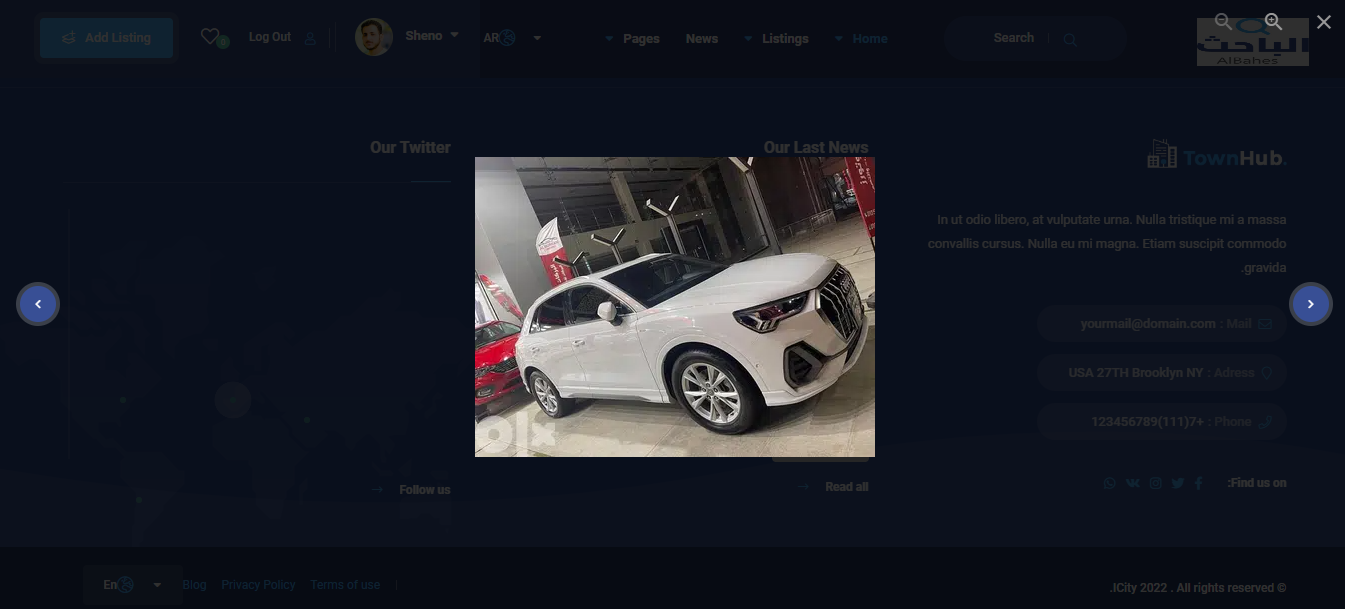 Add Listing
0
Log Out
Sheno
AR
Pages
News
Listings
Home
Search
الباحث
AlBahes
Our Twitter
Our Last News
TownHub.
In ut odio libero, at vulputate urna. Nulla tristique mi a massa
convallis cursus. Nulla eu mi magna. Etiam suscipit commodo
.gravida
yourmail@domain.com : Mail
USA 27TH Brooklyn NY : Adress
123456789(111)7+ : Phone
olx
Follow us
Read all
:Find us on
En
Blog
Privacy Policy
Terms of use
.ICity 2022 . All rights reserved ©